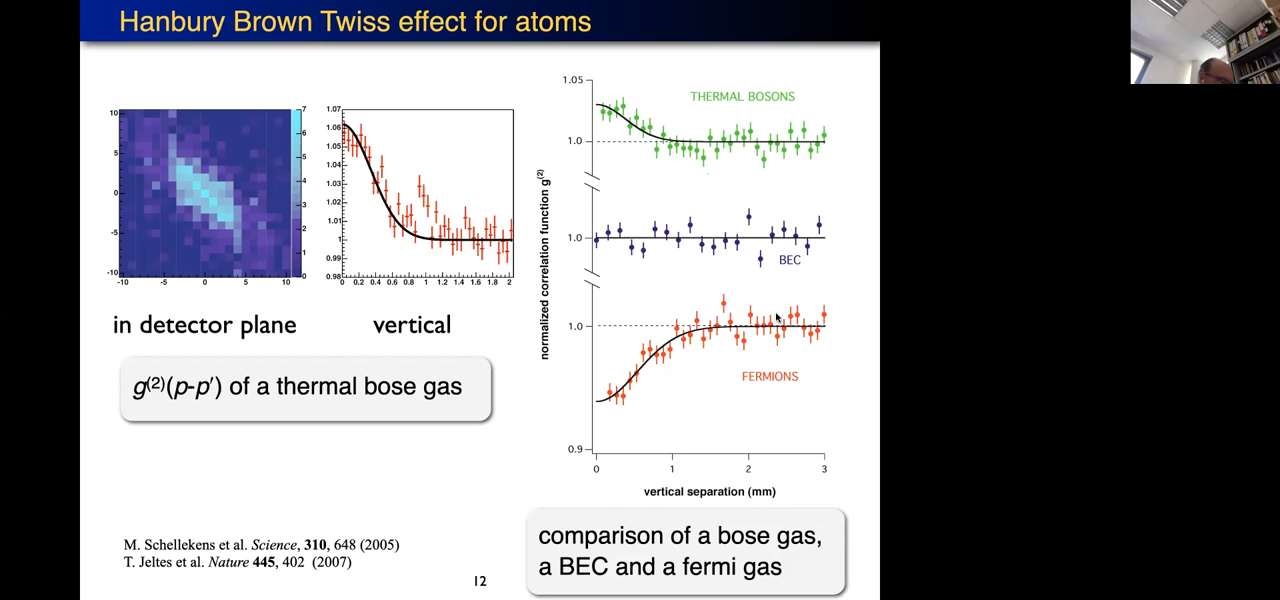 Hanbury Brown Twiss effect for atoms
10
5
0
-5
-10
-10
-5
0
5
10
7
6
5
4
3
2
1
0
1.07
1.06
1.05
1.04
1.03
1.02
1.01
1
0.99
0.98
0 0.2 0.4 0.6 0.8 1 1.2 1.4 1.6 1.8 2
in detector plane
vertical
g(2)(p-p′) of a thermal bose gas
normalized correlation function g(2)
1.05
1.0
1.0
1.0
0.9
THERMAL BOSONS
BEC
FERMIONS
0 1 2 3
vertical separation (mm)
comparison of a bose gas,
a BEC and a fermi gas
M. Schellekens et al. Science, 310, 648 (2005)
T. Jeltes et al. Nature 445, 402 (2007)
12